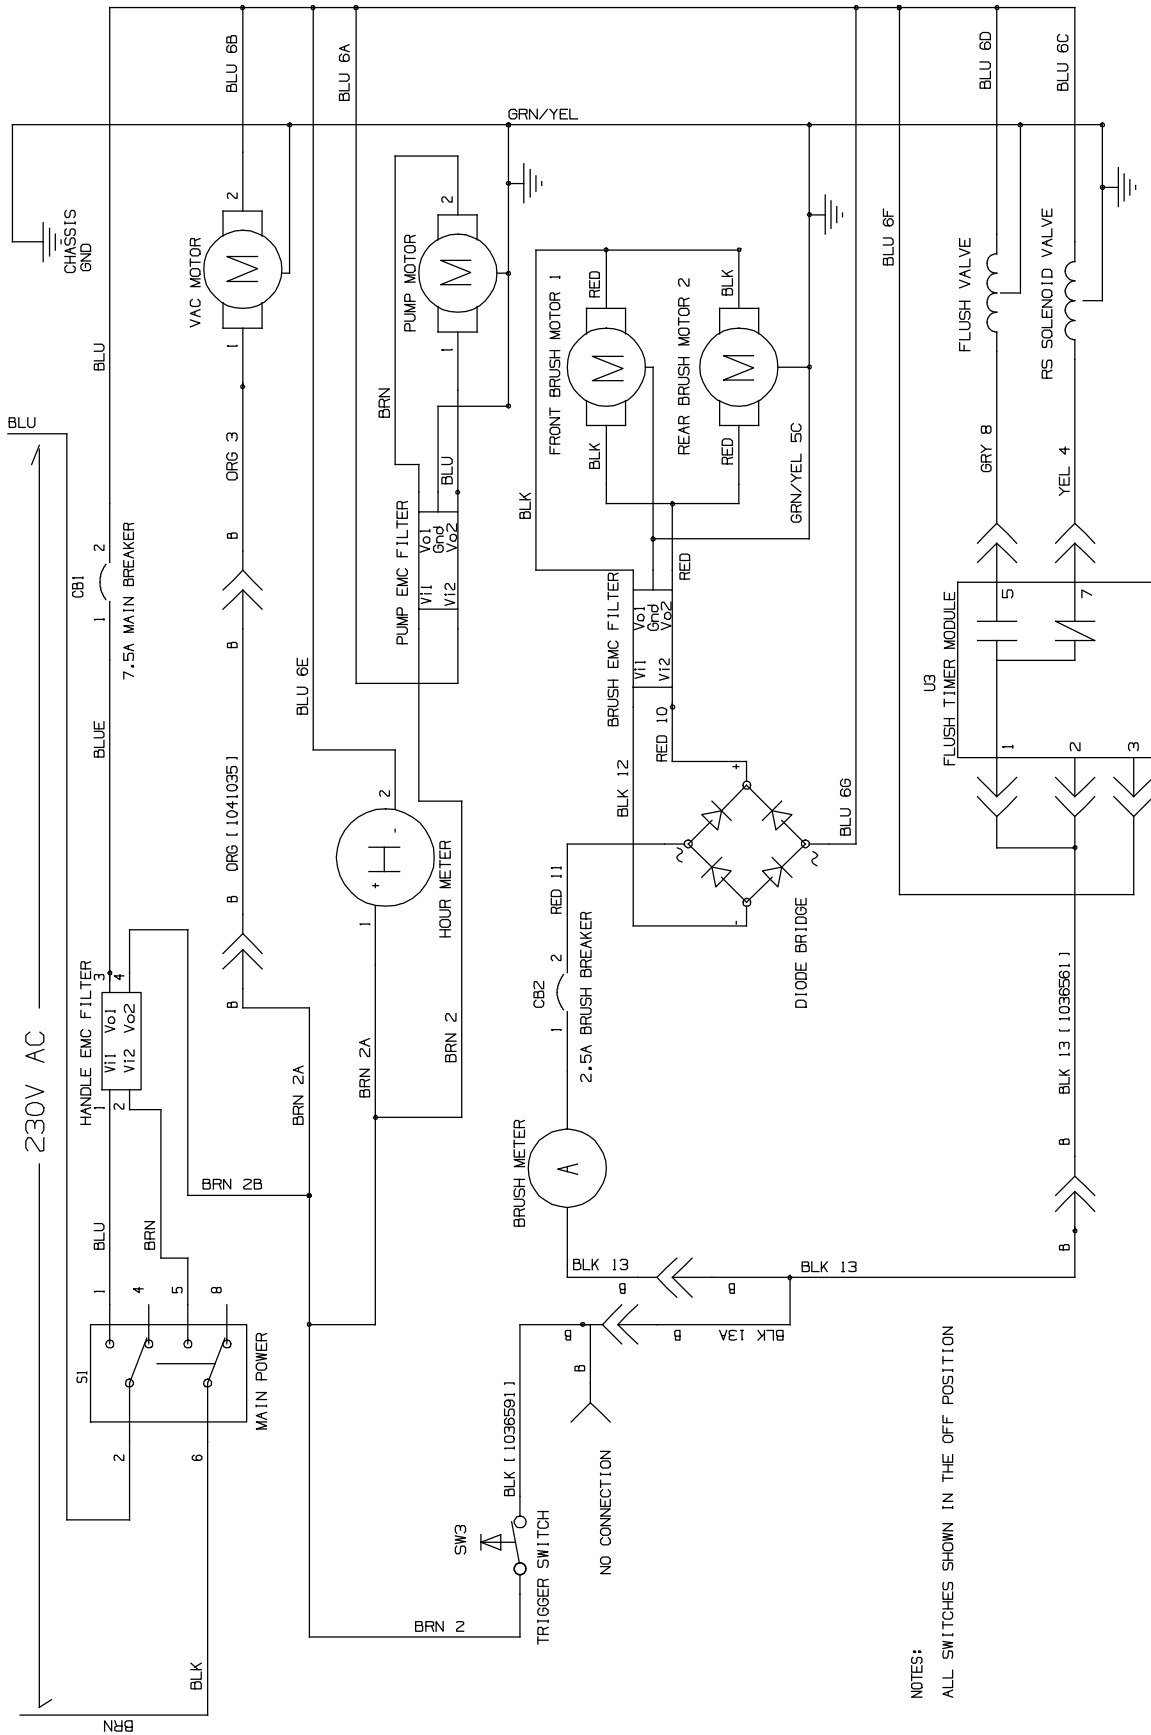 230V AC
BRN
BLK
BLU
S1
MAIN POWER
2
6
1
4
5
8
BLU
BRN
HANDLE EMC FILTER
1
2
Vi1 Vo1
Vi2 Vo2
3
4
BRN 2B
BLUE
CB1
1
2
7.5A MAIN BREAKER
BLU
CHASSIS
GND
BRN 2A
B
B
ORG [1041035]
B
B
ORG 3
VAC MOTOR
1
M
2
BLU 6B
BRN 2A
BRN 2
1
+
H
-
2
HOUR METER
BLU 6E
PUMP EMC FILTER
Vi1
Vi2
Vo1
Gnd
Vo2
BRN
BLU
PUMP MOTOR
1
M
2
BLU 6A
GRN/YEL
BRN 2
SW3
TRIGGER SWITCH
BLK [1036591]
NO CONNECTION
B
B
B
BLK 13A
BLK 13
B
B
BLK 13
BRUSH METER
A
CB2
1
2
2.5A BRUSH BREAKER
RED 11
DIODE BRIDGE
~
~
+
-
BLU 6G
BLK 12
RED 10
BRUSH EMC FILTER
Vi1
Vi2
Vo1
Gnd
Vo2
BLK
RED
FRONT BRUSH MOTOR 1
BLK
M
RED
REAR BRUSH MOTOR 2
RED
M
BLK
GRN/YEL 5C
BLU 6F
B
B
BLK 13 [1036561]
U3
FLUSH TIMER MODULE
1
2
3
5
7
GRY 8
FLUSH VALVE
BLU 6D
YEL 4
RS SOLENOID VALVE
BLU 6C
NOTES:
ALL SWITCHES SHOWN IN THE OFF POSITION